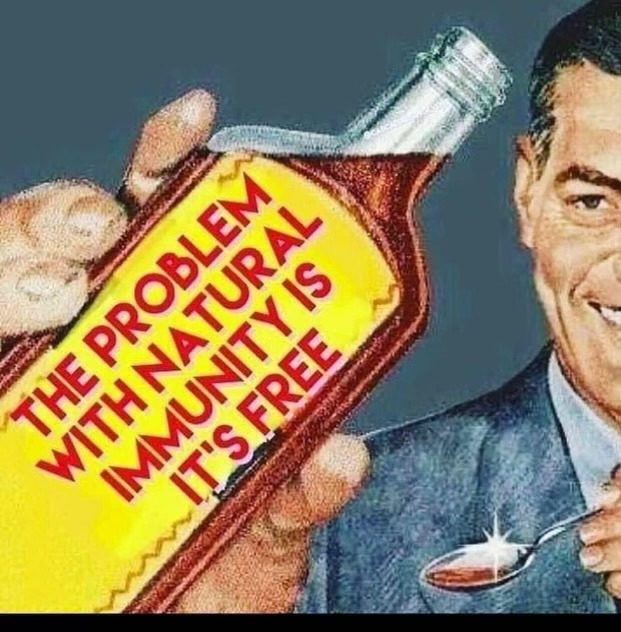 THE PROBLEM
WITH NATURAL
IMMUNITY IS
IT'S FREE